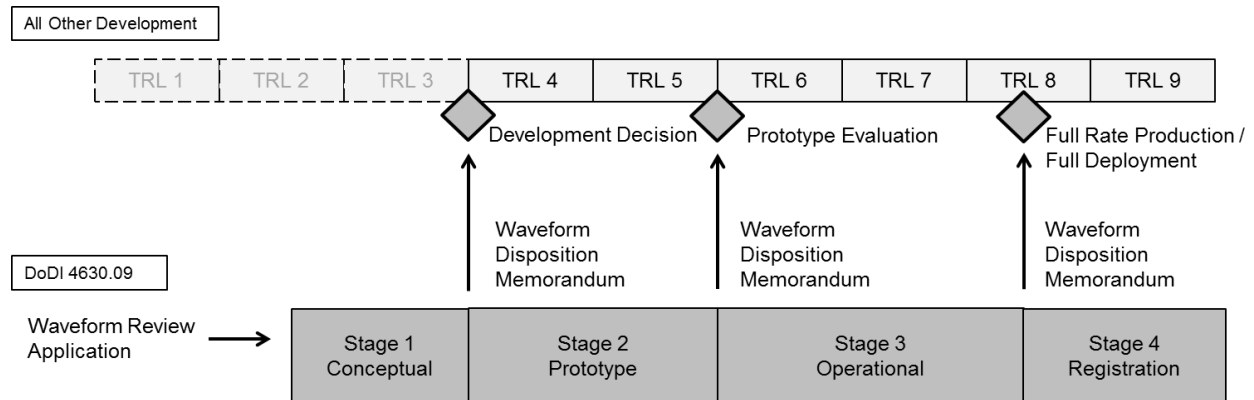 All Other Development
TRL 1 TRL 2 TRL 3 TRL 4 TRL 5 TRL 6 TRL 7 TRL 8 TRL 9
Development Decision
Prototype Evaluation
Full Rate Production /
Full Deployment
Waveform
Disposition
Memorandum
Waveform
Disposition
Memorandum
Waveform
Disposition
Memorandum
DoDI 4630.09
Waveform Review
Application
Stage 1
Conceptual
Stage 2
Prototype
Stage 3
Operational
Stage 4
Registration